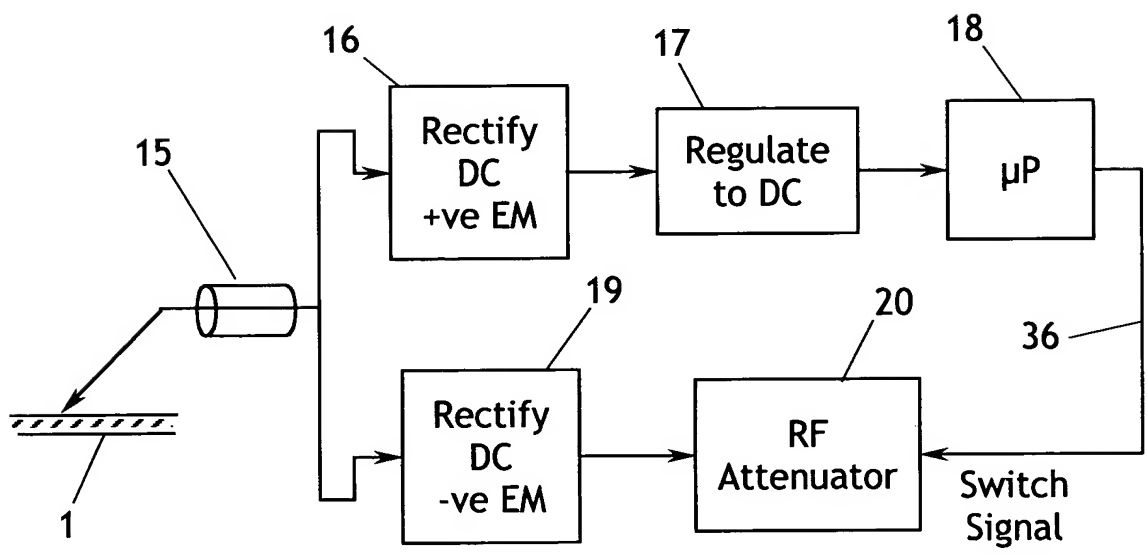 16
17
18
Rectify
DC
+ve EM
Regulate
to DC
µP
15
19
20
36
Rectify
DC
-ve EM
RF
Attenuator
Switch
Signal
1